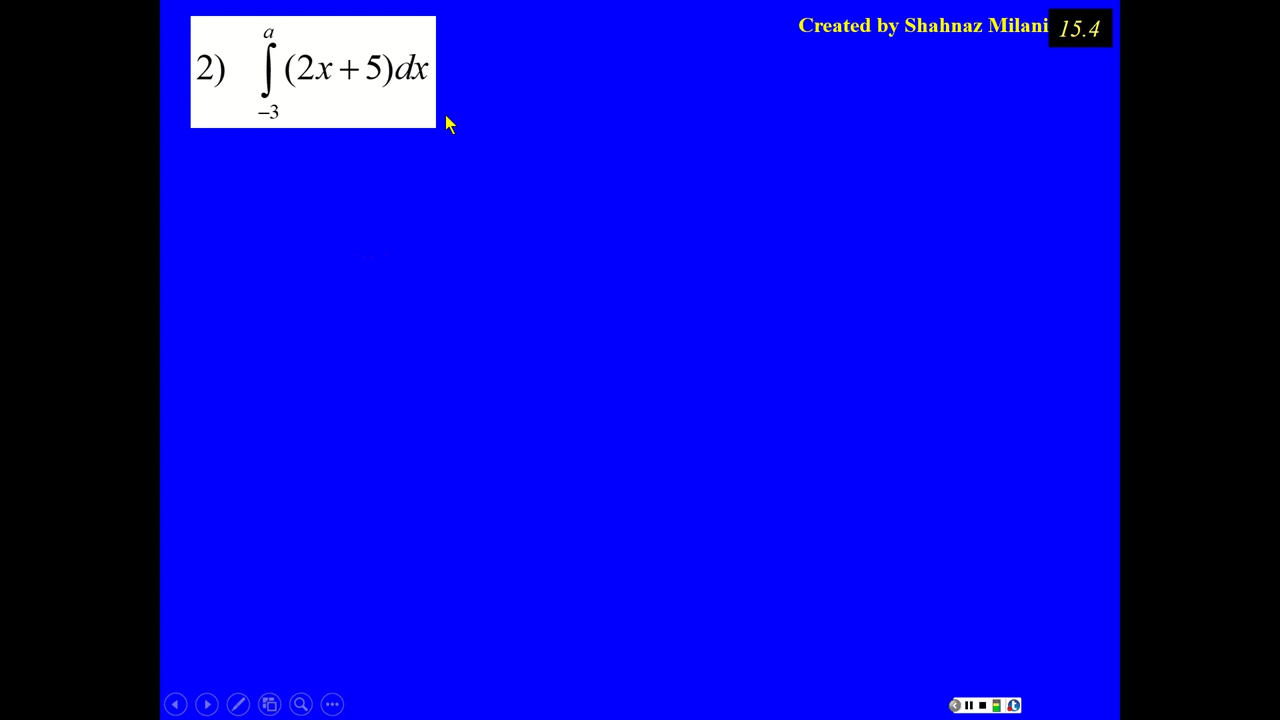 Created by Shahnaz Milani 15.4
a
2) ∫(2x+5)dx
−3